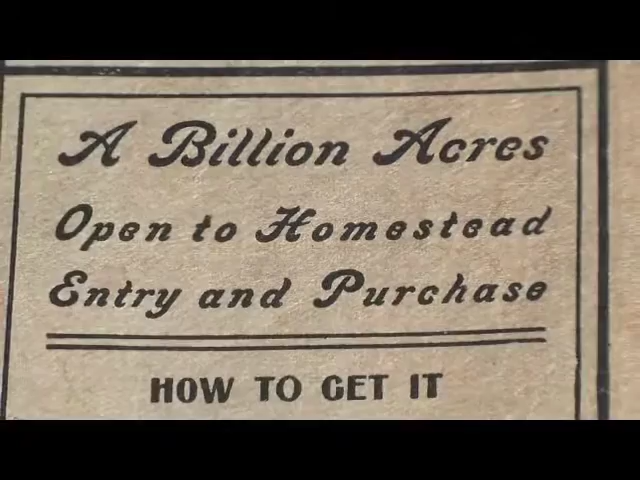 A Billion Acres
Open to Homestead
Entry and Purchase
HOW TO GET IT